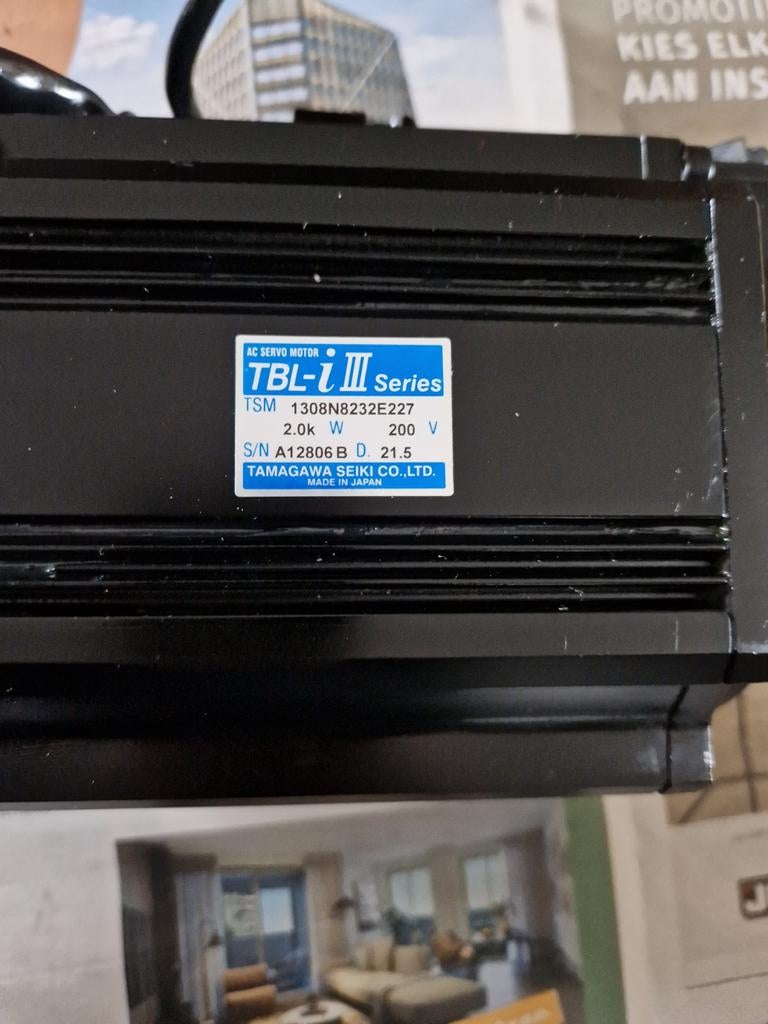 PROMOTI
KIES ELK
AAN INS
AC SERVO MOTOR
TBL-i III Series
TSM 1308N8232E227
2.0k W 200 V
S/N A12806B D. 21.5
TAMAGAWA SEIKI CO.,LTD.
MADE IN JAPAN